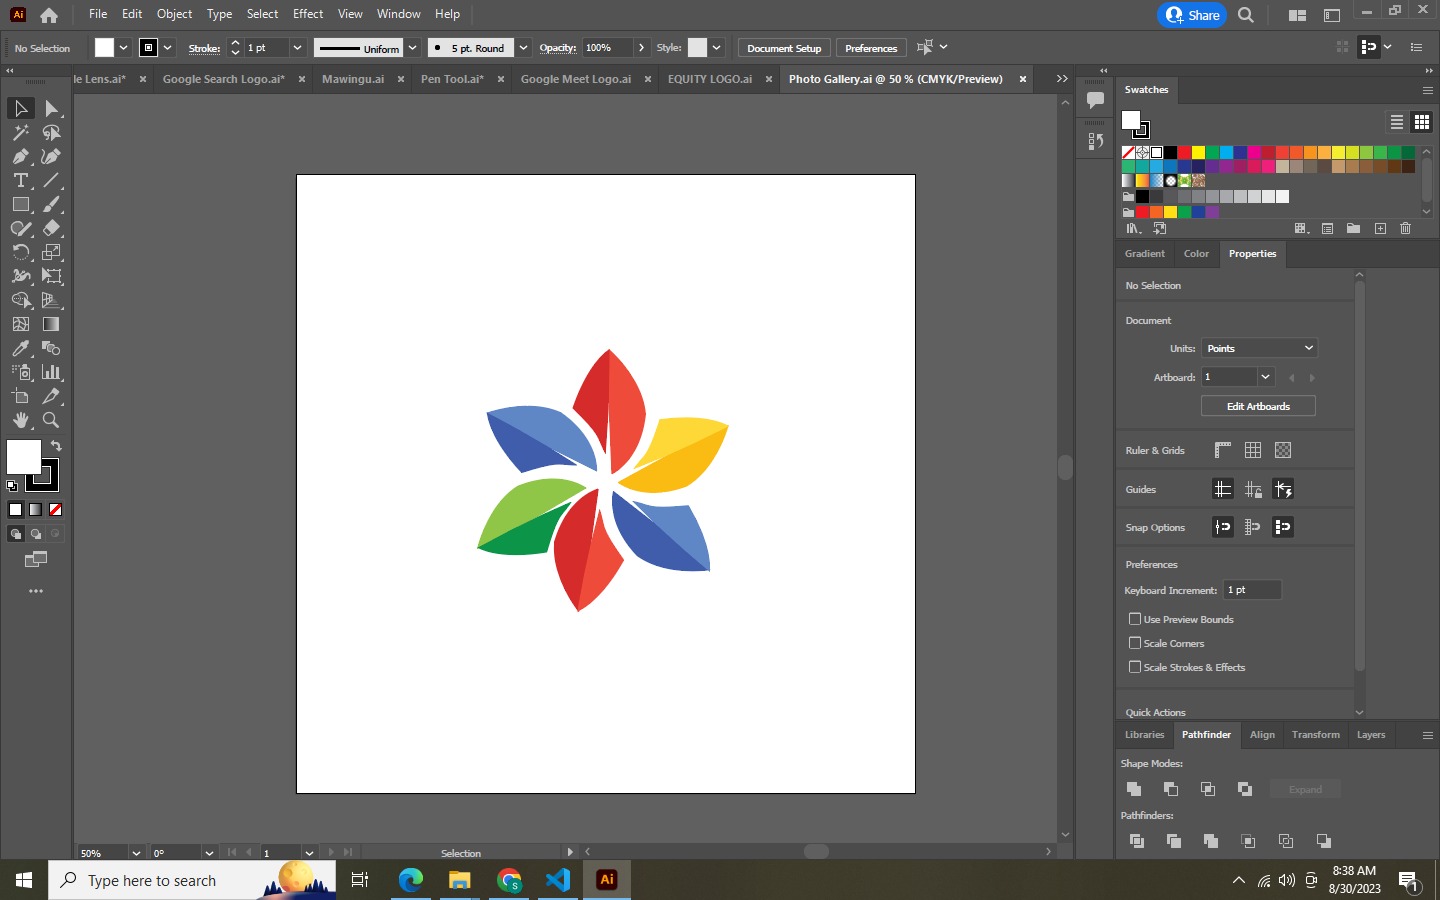 Ai File Edit Object Type Select Effect View Window Help Share
No Selection Stroke: 1 pt Uniform 5 pt. Round Opacity: 100% Style: Document Setup Preferences
le Lens.ai* × Google Search Logo.ai* × Mawingu.ai × Pen Tool.ai* × Google Meet Logo.ai × EQUITY LOGO.ai × Photo Gallery.ai @ 50 % (CMYK/Preview) ×
Swatches
Gradient Color Properties
No Selection
Document
Units: Points
Artboard: 1
Edit Artboards
Ruler & Grids
Guides
Snap Options
Preferences
Keyboard Increment: 1 pt
Use Preview Bounds
Scale Corners
Scale Strokes & Effects
Quick Actions
Libraries Pathfinder Align Transform Layers
Shape Modes:
Expand
Pathfinders:
50% 0° 1 Selection
Type here to search
Ai
8:38 AM
8/30/2023
1